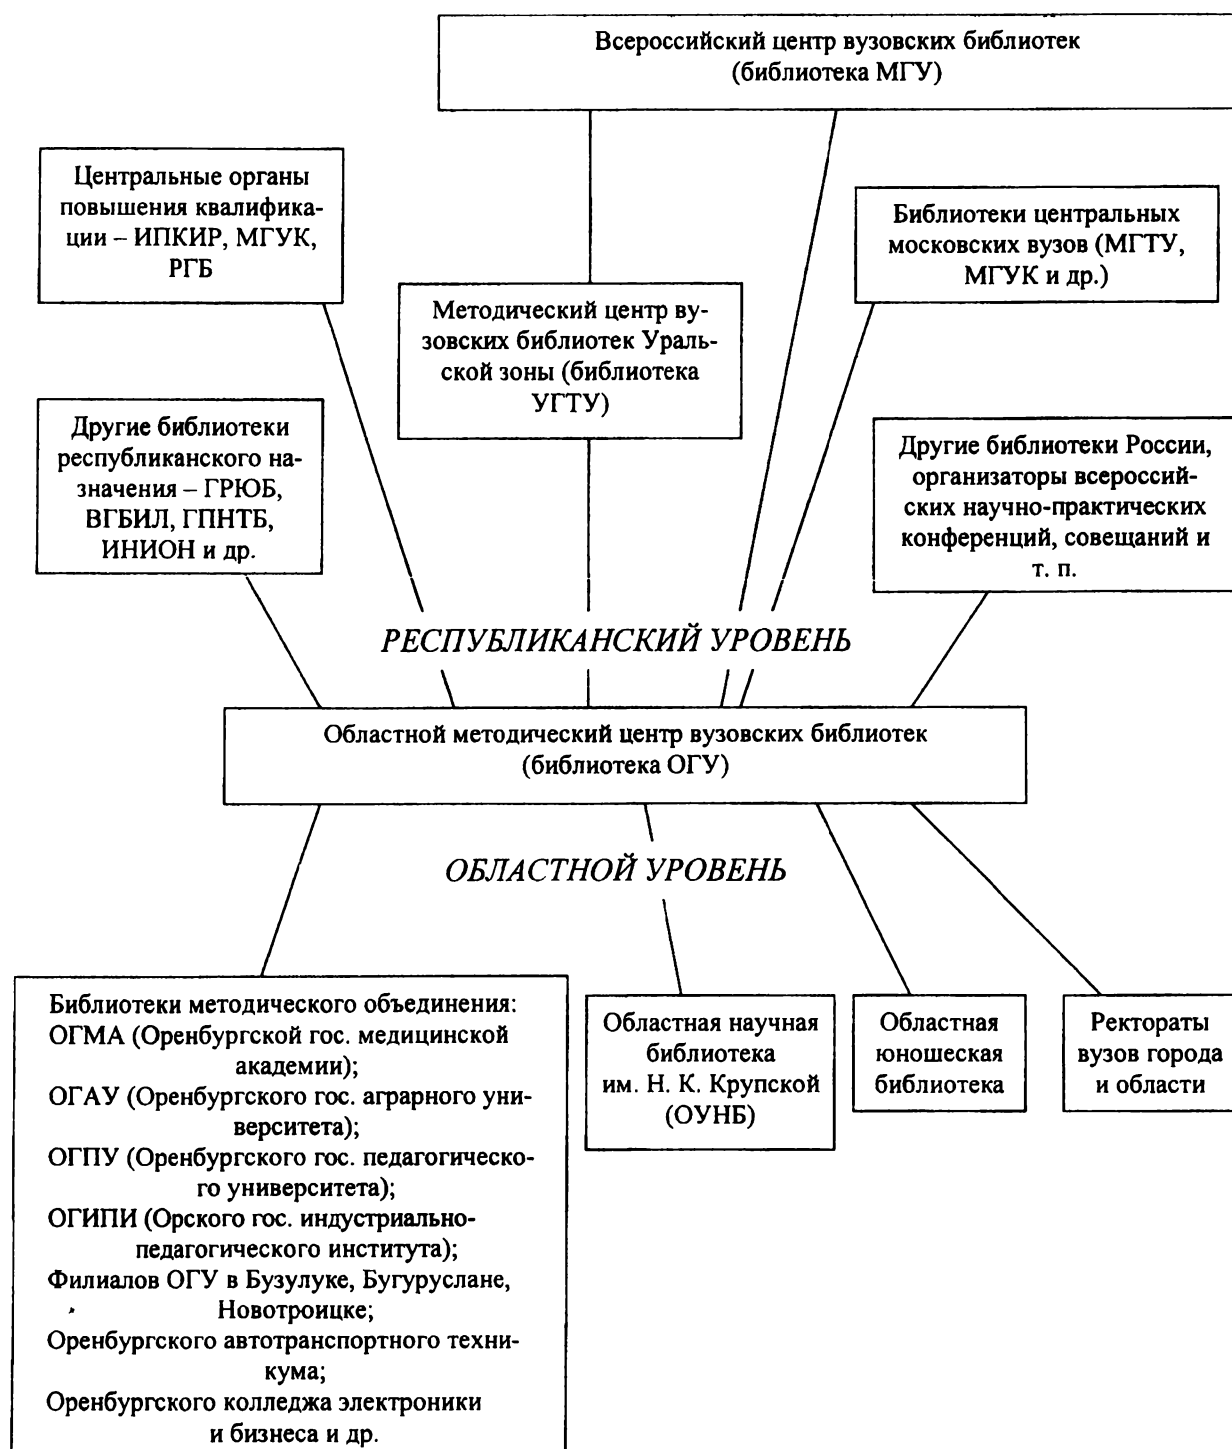 Всероссийский центр вузовских библиотек
(библиотека МГУ)
Центральные органы
повышения квалифика-
ции – ИПКИР, МГУК,
РГБ
Библиотеки центральных
московских вузов (МГТУ,
МГУК и др.)
Методический центр ву-
зовских библиотек Ураль-
ской зоны (библиотека
УГТУ)
Другие библиотеки
республиканского на-
значения – ГРЮБ,
ВГБИЛ, ГПНТБ,
ИНИОН и др.
Другие библиотеки России,
организаторы всероссий-
ских научно-практических
конференций, совещаний и
т. п.
РЕСПУБЛИКАНСКИЙ УРОВЕНЬ
Областной методический центр вузовских библиотек
(библиотека ОГУ)
ОБЛАСТНОЙ УРОВЕНЬ
Библиотеки методического объединения:
ОГМА (Оренбургской гос. медицинской
академии);
ОГАУ (Оренбургского гос. аграрного уни-
верситета);
ОГПУ (Оренбургского гос. педагогическо-
го университета);
ОГИПИ (Орского гос. индустриально-
педагогического института);
Филиалов ОГУ в Бузулуке, Бугуруслане,
Новотроицке;
Оренбургского автотранспортного техни-
кума;
Оренбургского колледжа электроники
и бизнеса и др.
Областная научная
библиотека
им. Н. К. Крупской
(ОУНБ)
Областная
юношеская
библиотека
Ректораты
вузов города
и области